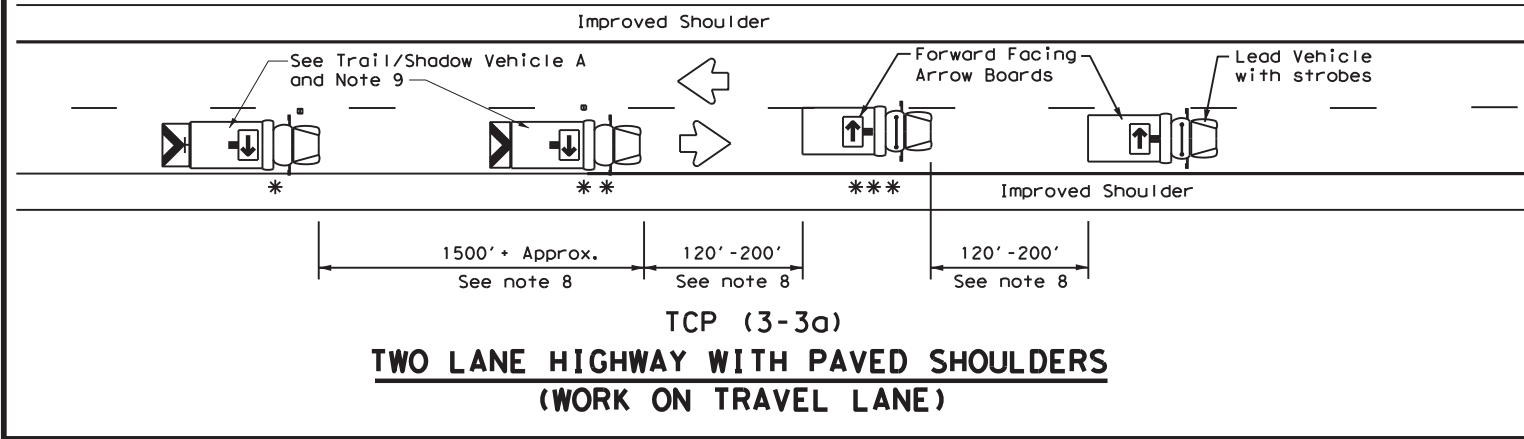 Improved Shoulder
See Trail/Shadow Vehicle A
and Note 9
Forward Facing
Arrow Boards
Lead Vehicle
with strobes
*
**
***
Improved Shoulder
1500'+ Approx.
See note 8
120'-200'
See note 8
120'-200'
See note 8
TCP (3-3a)
TWO LANE HIGHWAY WITH PAVED SHOULDERS
(WORK ON TRAVEL LANE)